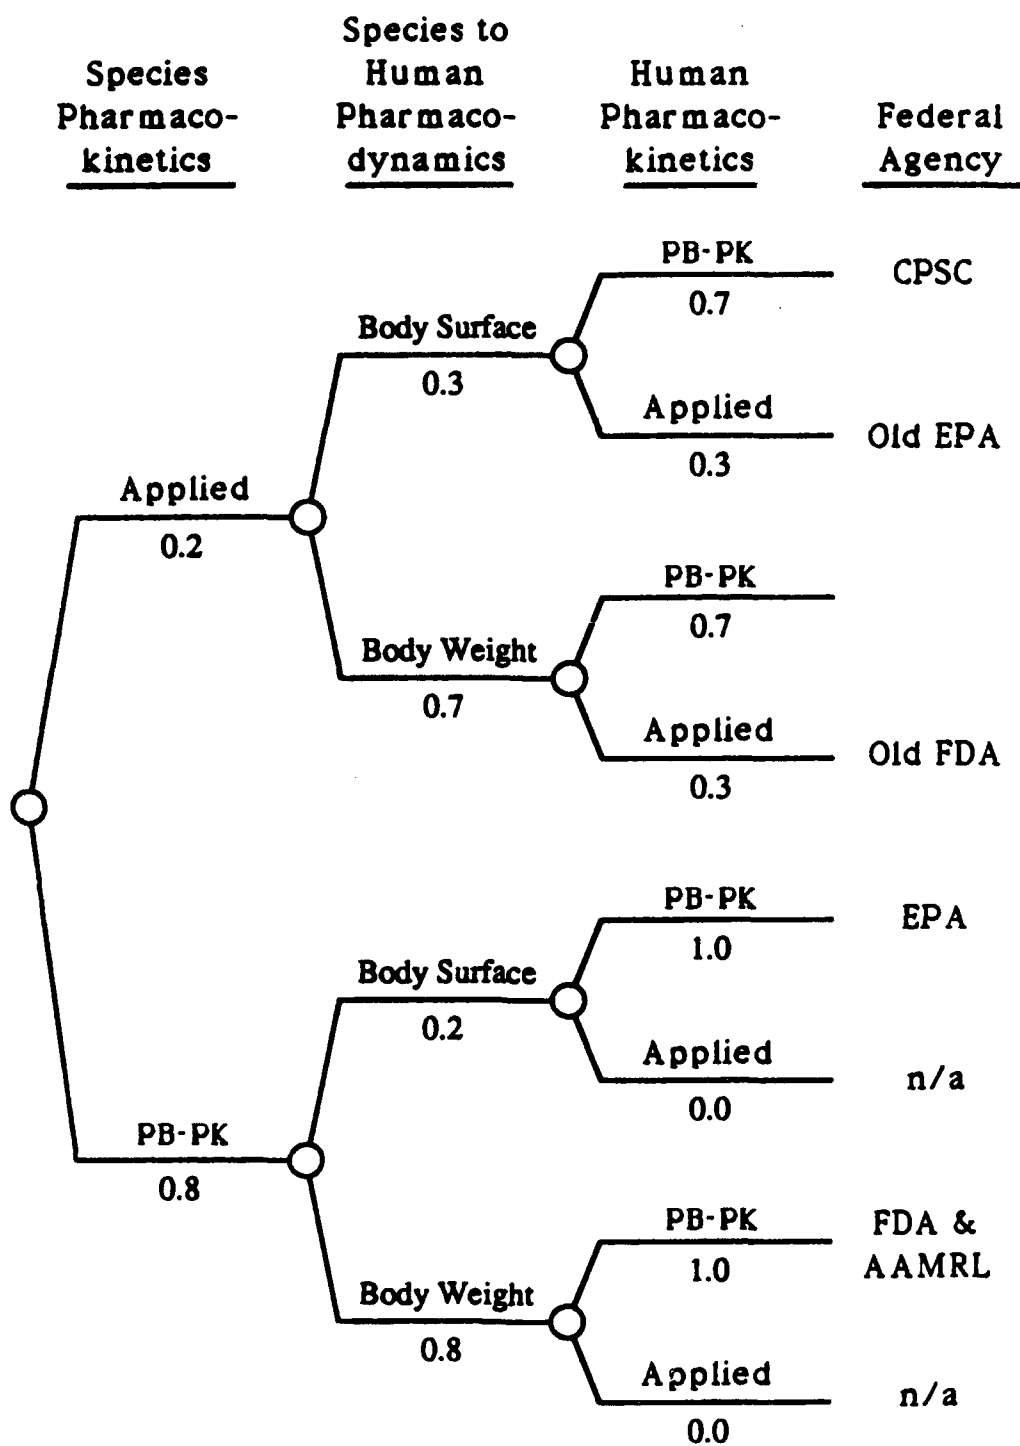 Species
Pharmaco-
kinetics
Species to
Human
Pharmaco-
dynamics
Human
Pharmaco-
kinetics
Federal
Agency
PB-PK
0.7
CPSC
Body Surface
0.3
Applied
0.3
Old EPA
Applied
0.2
PB-PK
0.7
Body Weight
0.7
Applied
0.3
Old FDA
PB-PK
1.0
EPA
Body Surface
0.2
Applied
0.0
n/a
PB-PK
0.8
PB-PK
1.0
FDA &
AAMRL
Body Weight
0.8
Applied
0.0
n/a